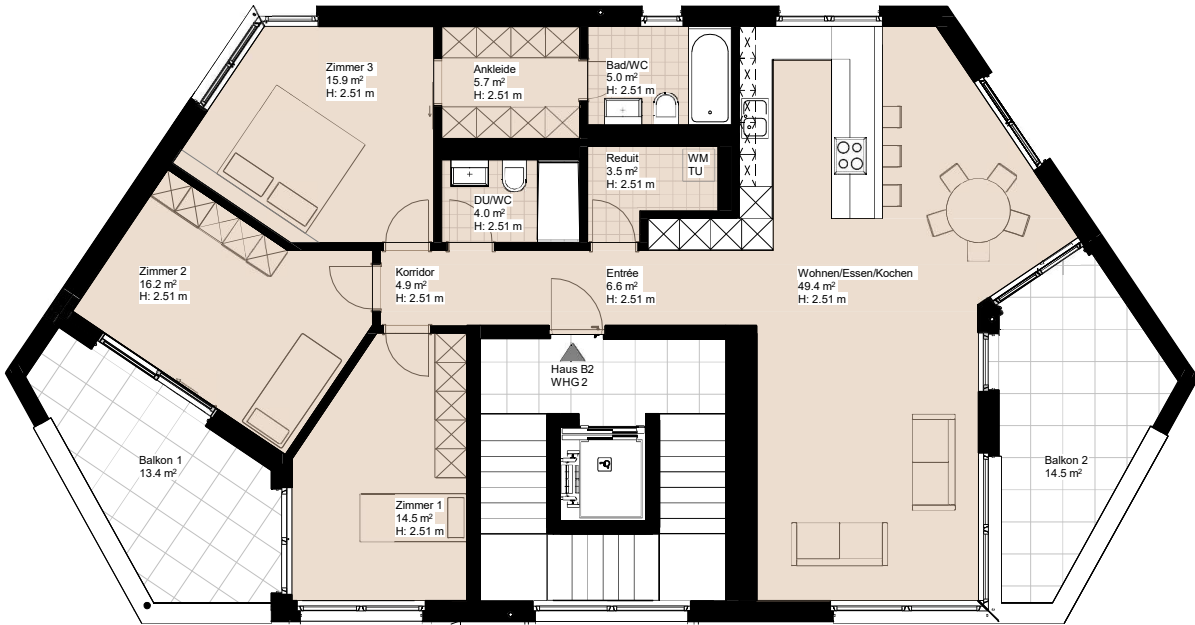 Zimmer 3
15.9 m²
H: 2.51 m
Ankleide
5.7 m²
H: 2.51 m
Bad/WC
5.0 m²
H: 2.51 m
Reduit
3.5 m²
H: 2.51 m
WM
TU
DU/WC
4.0 m²
H: 2.51 m
Zimmer 2
16.2 m²
H: 2.51 m
Korridor
4.9 m²
H: 2.51 m
Entrée
6.6 m²
H: 2.51 m
Wohnen/Essen/Kochen
49.4 m²
H: 2.51 m
Haus B2
WHG 2
Balkon 1
13.4 m²
Balkon 2
14.5 m²
Zimmer 1
14.5 m²
H: 2.51 m